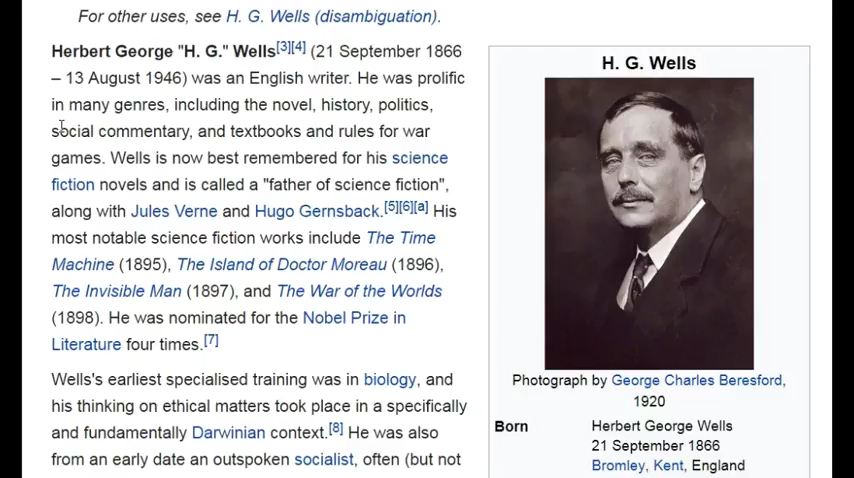 For other uses, see H. G. Wells (disambiguation).
Herbert George "H. G." Wells[3][4] (21 September 1866
– 13 August 1946) was an English writer. He was prolific
in many genres, including the novel, history, politics,
social commentary, and textbooks and rules for war
games. Wells is now best remembered for his science
fiction novels and is called a "father of science fiction",
along with Jules Verne and Hugo Gernsback.[5][6][a] His
most notable science fiction works include The Time
Machine (1895), The Island of Doctor Moreau (1896),
The Invisible Man (1897), and The War of the Worlds
(1898). He was nominated for the Nobel Prize in
Literature four times.[7]
Wells's earliest specialised training was in biology, and
his thinking on ethical matters took place in a specifically
and fundamentally Darwinian context.[8] He was also
from an early date an outspoken socialist, often (but not
H. G. Wells
Photograph by George Charles Beresford,
1920
Born Herbert George Wells
21 September 1866
Bromley, Kent, England